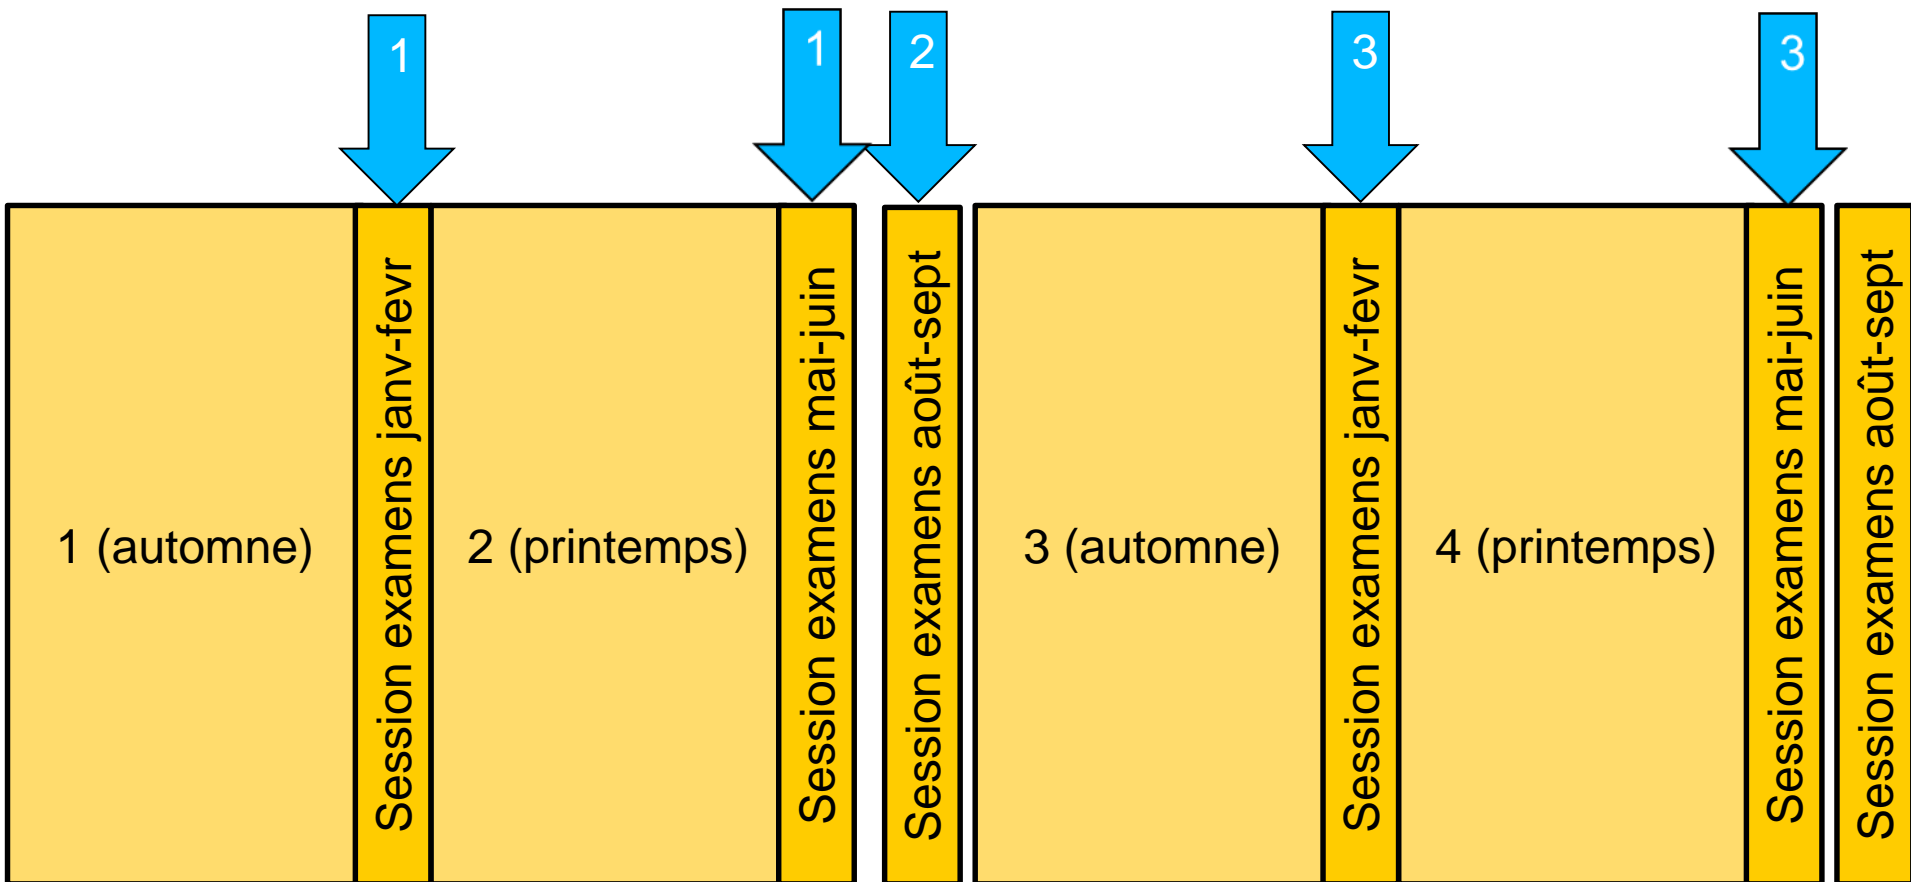 1
1
2
3
3
1 (automne)
Session examens janv-fevr
2 (printemps)
Session examens mai-juin
Session examens août-sept
3 (automne)
Session examens janv-fevr
4 (printemps)
Session examens mai-juin
Session examens août-sept